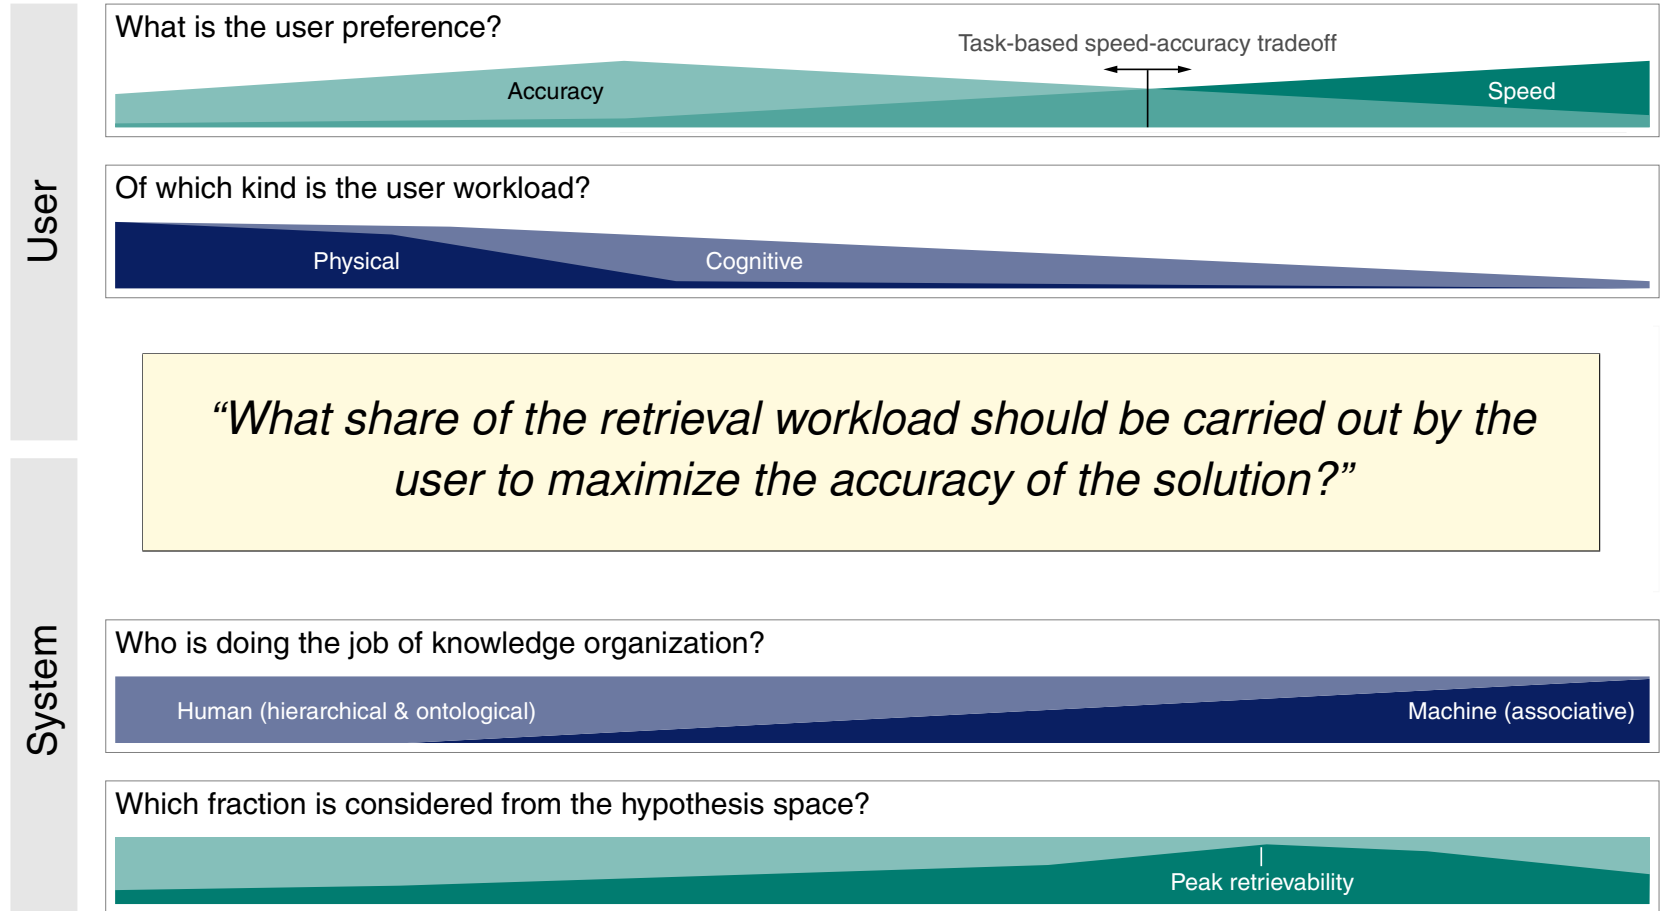 User
What is the user preference?
Task-based speed-accuracy tradeoff
Accuracy
Speed
Of which kind is the user workload?
Physical
Cognitive
“What share of the retrieval workload should be carried out by the
user to maximize the accuracy of the solution?”
System
Who is doing the job of knowledge organization?
Human (hierarchical & ontological)
Machine (associative)
Which fraction is considered from the hypothesis space?
Peak retrievability